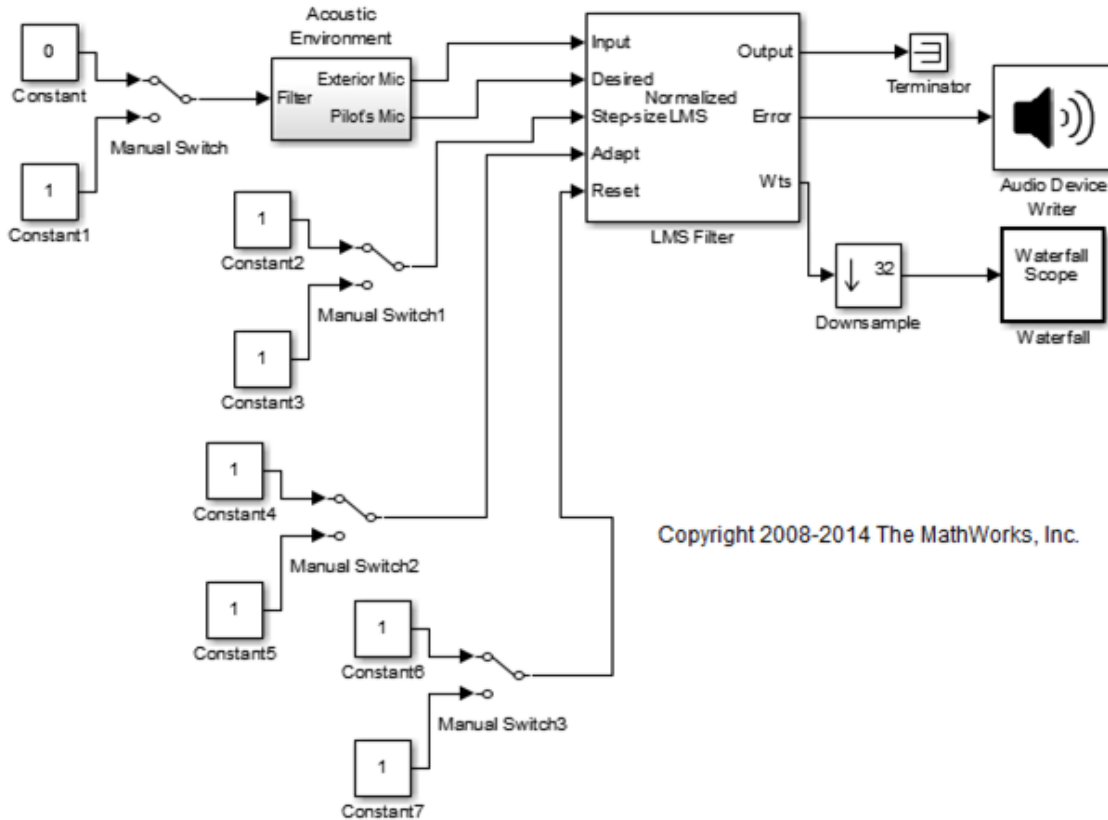 0
Constant
1
Constant1
Manual Switch
Acoustic
Environment
Filter
Exterior Mic
Pilot's Mic
1
Constant2
1
Constant3
Manual Switch1
1
Constant4
1
Constant5
Manual Switch2
1
Constant6
1
Constant7
Manual Switch3
Input
Desired
Step-size
Adapt
Reset
Normalized
LMS
Output
Error
Wts
LMS Filter
Terminator
Audio Device
Writer
32
Downsample
Waterfall
Scope
Waterfall
Copyright 2008-2014 The MathWorks, Inc.